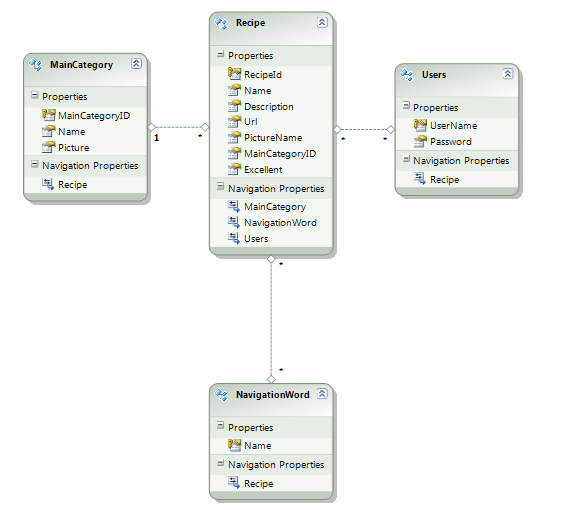 MainCategory
Properties
MainCategoryID
Name
Picture
Navigation Properties
Recipe
1
*
Recipe
Properties
RecipeId
Name
Description
Url
PictureName
MainCategoryID
Excellent
Navigation Properties
MainCategory
NavigationWord
Users
*
*
Users
Properties
UserName
Password
Navigation Properties
Recipe
*
*
NavigationWord
Properties
Name
Navigation Properties
Recipe